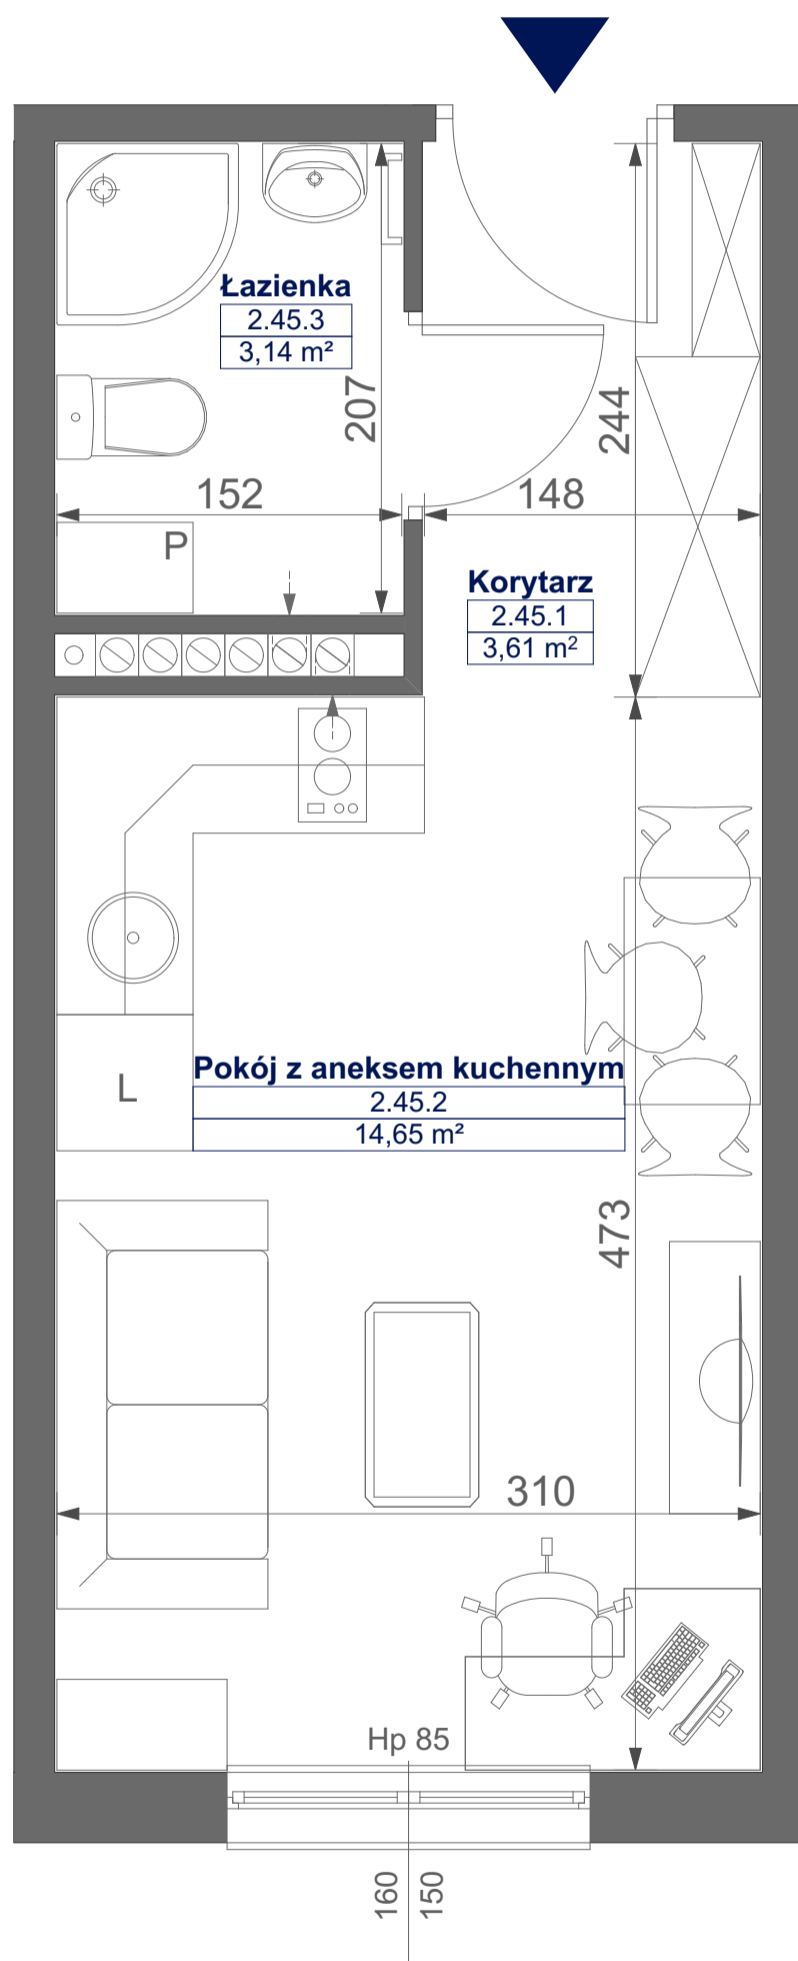 Łazienka
2.45.3
3,14 m²
207
244
152
148
P
Korytarz
2.45.1
3,61 m²
Pokój z aneksem kuchennym
2.45.2
14,65 m²
L
473
310
Hp 85
160
150